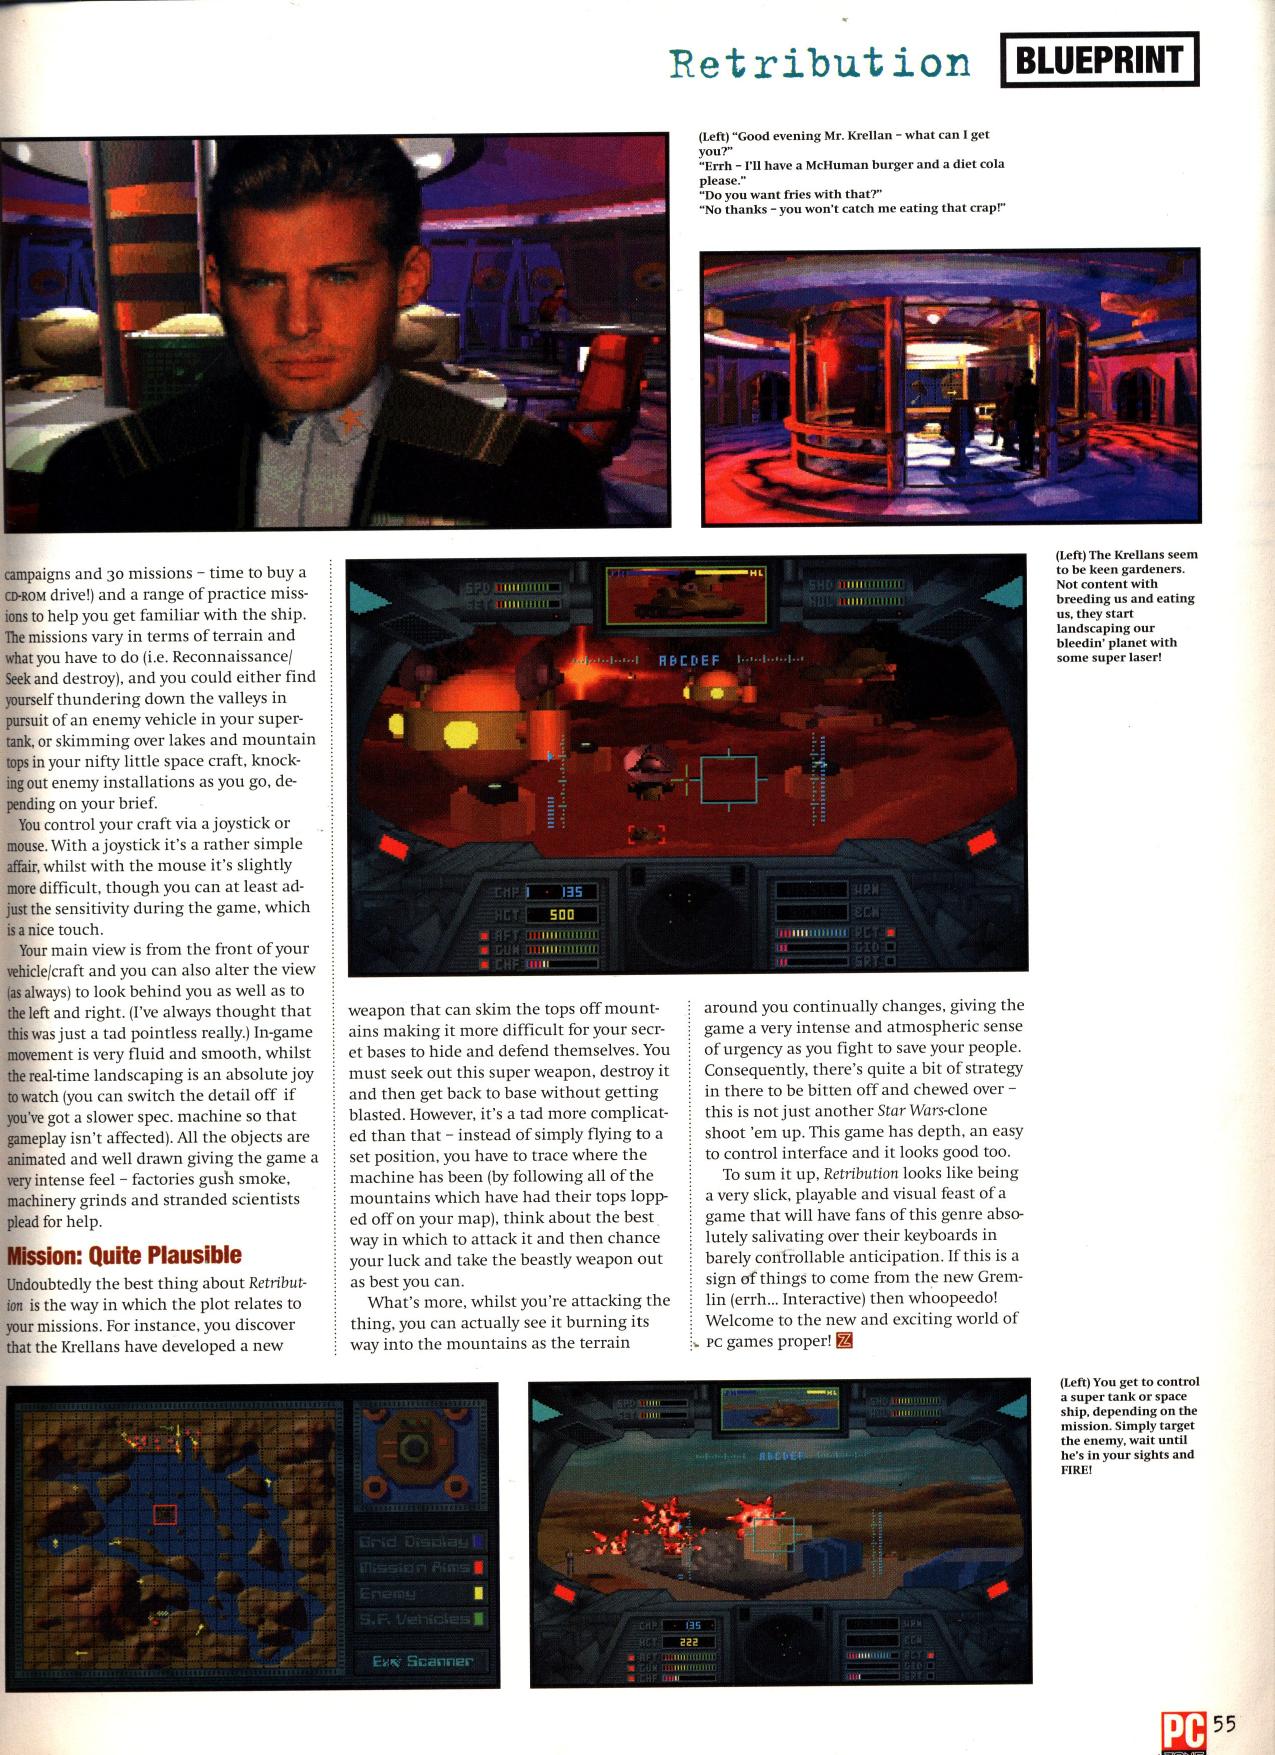 Retribution
BLUEPRINT
(Left) “Good evening Mr. Krellan – what can I get
you?”
“Errh – I’ll have a McHuman burger and a diet cola
please.”
“Do you want fries with that?”
“No thanks – you won’t catch me eating that crap!”
(Left) The Krellans seem
to be keen gardeners.
Not content with
breeding us and eating
us, they start
landscaping our
bleedin’ planet with
some super laser!
campaigns and 30 missions – time to buy a
CD-ROM drive!) and a range of practice miss-
ions to help you get familiar with the ship.
The missions vary in terms of terrain and
what you have to do (i.e. Reconnaissance/
Seek and destroy), and you could either find
yourself thundering down the valleys in
pursuit of an enemy vehicle in your super-
tank, or skimming over lakes and mountain
tops in your nifty little space craft, knock-
ing out enemy installations as you go, de-
pending on your brief.
You control your craft via a joystick or
mouse. With a joystick it’s a rather simple
affair, whilst with the mouse it’s slightly
more difficult, though you can at least ad-
just the sensitivity during the game, which
is a nice touch.
Your main view is from the front of your
vehicle/craft and you can also alter the view
(as always) to look behind you as well as to
the left and right. (I’ve always thought that
this was just a tad pointless really.) In-game
movement is very fluid and smooth, whilst
the real-time landscaping is an absolute joy
to watch (you can switch the detail off if
you’ve got a slower spec. machine so that
gameplay isn’t affected). All the objects are
animated and well drawn giving the game a
very intense feel – factories gush smoke,
machinery grinds and stranded scientists
plead for help.
Mission: Quite Plausible
Undoubtedly the best thing about Retribut-
ion is the way in which the plot relates to
your missions. For instance, you discover
that the Krellans have developed a new
SPD
SET
SHD
ABCDEF
CMP 135
HCT 500
AFT
GUN
CHF
WRN
ECM
RCT
GID
SRT
weapon that can skim the tops off mount-
ains making it more difficult for your secr-
et bases to hide and defend themselves. You
must seek out this super weapon, destroy it
and then get back to base without getting
blasted. However, it’s a tad more complicat-
ed than that – instead of simply flying to a
set position, you have to trace where the
machine has been (by following all of the
mountains which have had their tops lopp-
ed off on your map), think about the best
way in which to attack it and then chance
your luck and take the beastly weapon out
as best you can.
What’s more, whilst you’re attacking the
thing, you can actually see it burning its
way into the mountains as the terrain
around you continually changes, giving the
game a very intense and atmospheric sense
of urgency as you fight to save your people.
Consequently, there’s quite a bit of strategy
in there to be bitten off and chewed over –
this is not just another Star Wars-clone
shoot ’em up. This game has depth, an easy
to control interface and it looks good too.
To sum it up, Retribution looks like being
a very slick, playable and visual feast of a
game that will have fans of this genre abso-
lutely salivating over their keyboards in
barely controllable anticipation. If this is a
sign of things to come from the new Grem-
lin (errh... Interactive) then whoopeedo!
Welcome to the new and exciting world of
PC games proper! Z
Grid Display
Mission Aims
Enemy
S.F. Vehicles
Scanner
SPD
SET
ABCDEF
CMP 135
HCT 222
AFT
GUN
CHF
WRN
ECM
RCT
GID
SRT
(Left) You get to control
a super tank or space
ship, depending on the
mission. Simply target
the enemy, wait until
he’s in your sights and
FIRE!
PC
55